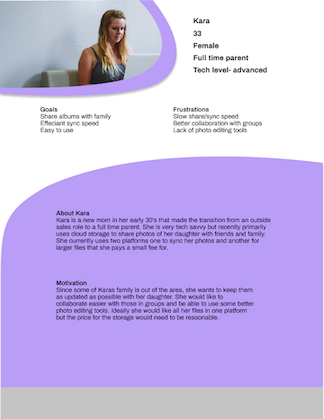 Kara
33
Female
Full time parent
Tech level- advanced
Goals
Share albums with family
Effeciant sync speed
Easy to use
Frustrations
Slow share/sync speed
Better collaboration with groups
Lack of photo editing tools
About Kara
Kara is a new mom in her early 30's that made the transition from an outside
sales role to a full time parent. She is very tech savvy but recently primarily
uses cloud storage to share photos of her daughter with friends and family.
She currently uses two platforms one to sync her photos and another for
larger files that she pays a small fee for.
Motivation
Since some of Karas family is out of the area, she wants to keep them
as updated as possible with her daughter. She would like to
collaborate easier with those in groups and be able to use some better
photo editing tools. Ideally she would like all her files in one platform
but the price for the storage would need to be reasonable.